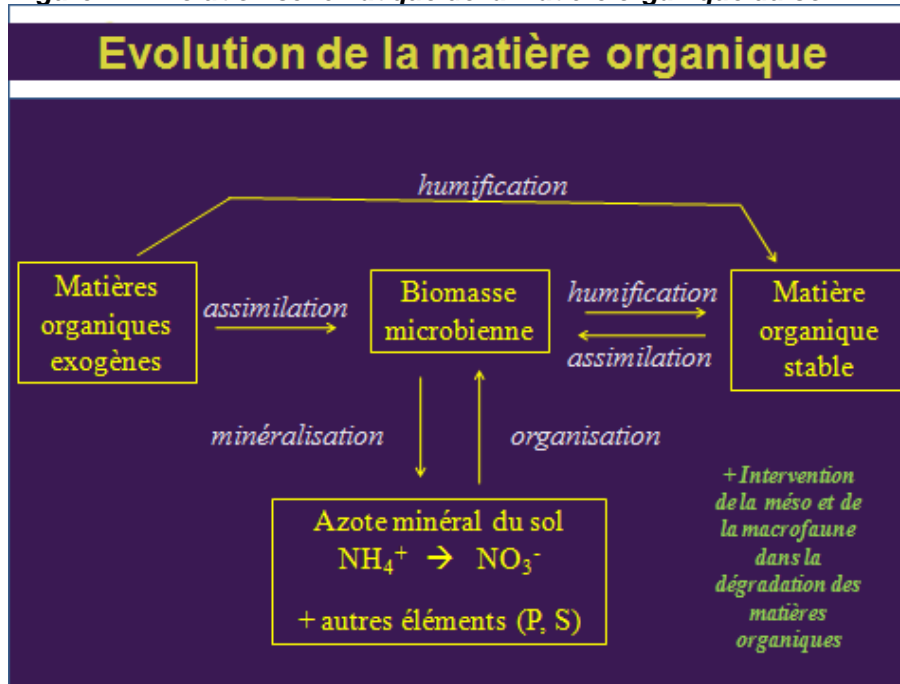 Evolution de la matière organique
humification
Matières
organiques
exogènes
assimilation
Biomasse
microbienne
humification
assimilation
Matière
organique
stable
minéralisation
organisation
Azote minéral du sol
NH₄⁺ → NO₃⁻
+ autres éléments (P, S)
+ Intervention
de la méso et de
la macrofaune
dans la
dégradation des
matières
organiques